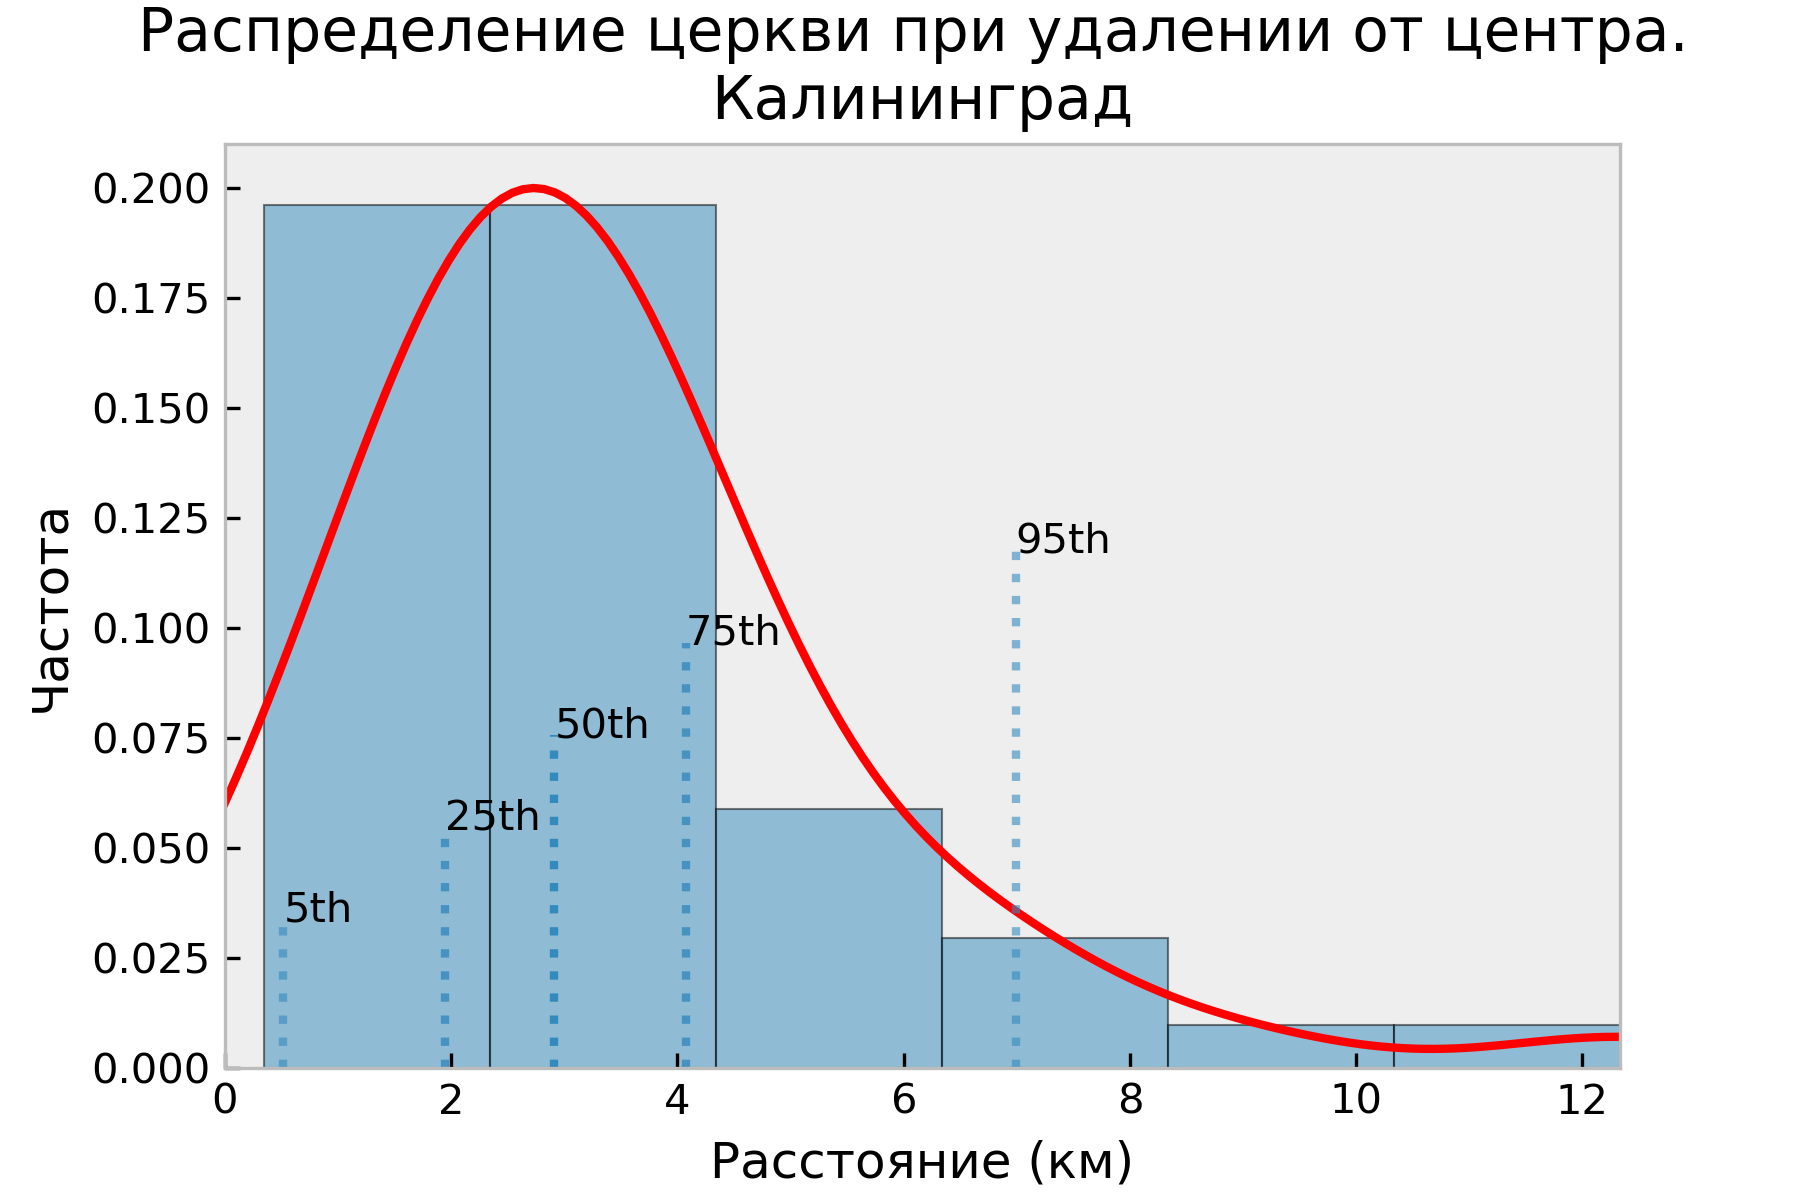 Распределение церкви при удалении от центра.
Калининград
0.200
0.175
0.150
0.125
0.100
0.075
0.050
0.025
0.000
Частота
5th
25th
50th
75th
95th
0 2 4 6 8 10 12
Расстояние (км)